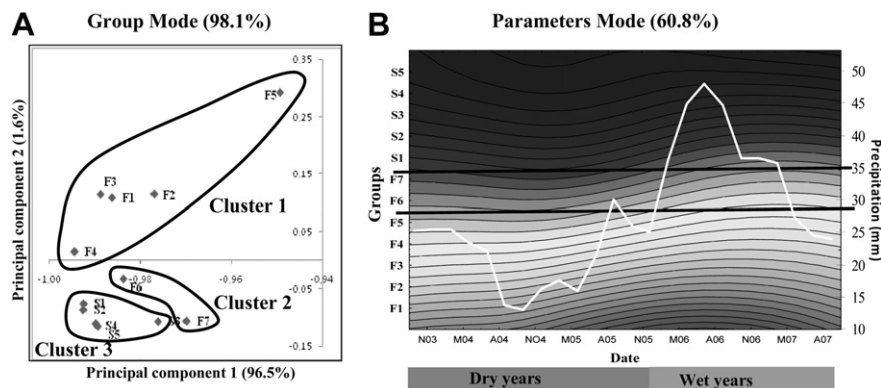 A
Group Mode (98.1%)
0.35
0.25
0.15
0.05
-1.00
-0.98
-0.96
-0.94
-0.05
-0.15
F5
F3
F1
F2
F4
Cluster 1
F6
Cluster 2
S1
S2
S4
S5
F7
Cluster 3
Principal component 2 (1.6%)
Principal component 1 (96.5%)
B
Parameters Mode (60.8%)
S5
S4
S3
S2
S1
F7
F6
F5
F4
F3
F2
F1
Groups
50
45
40
35
30
25
20
15
10
Precipitation (mm)
N03 M04 A04 N04 M05 A05 N05 M06 A06 N06 M07 A07
Date
Dry years
Wet years